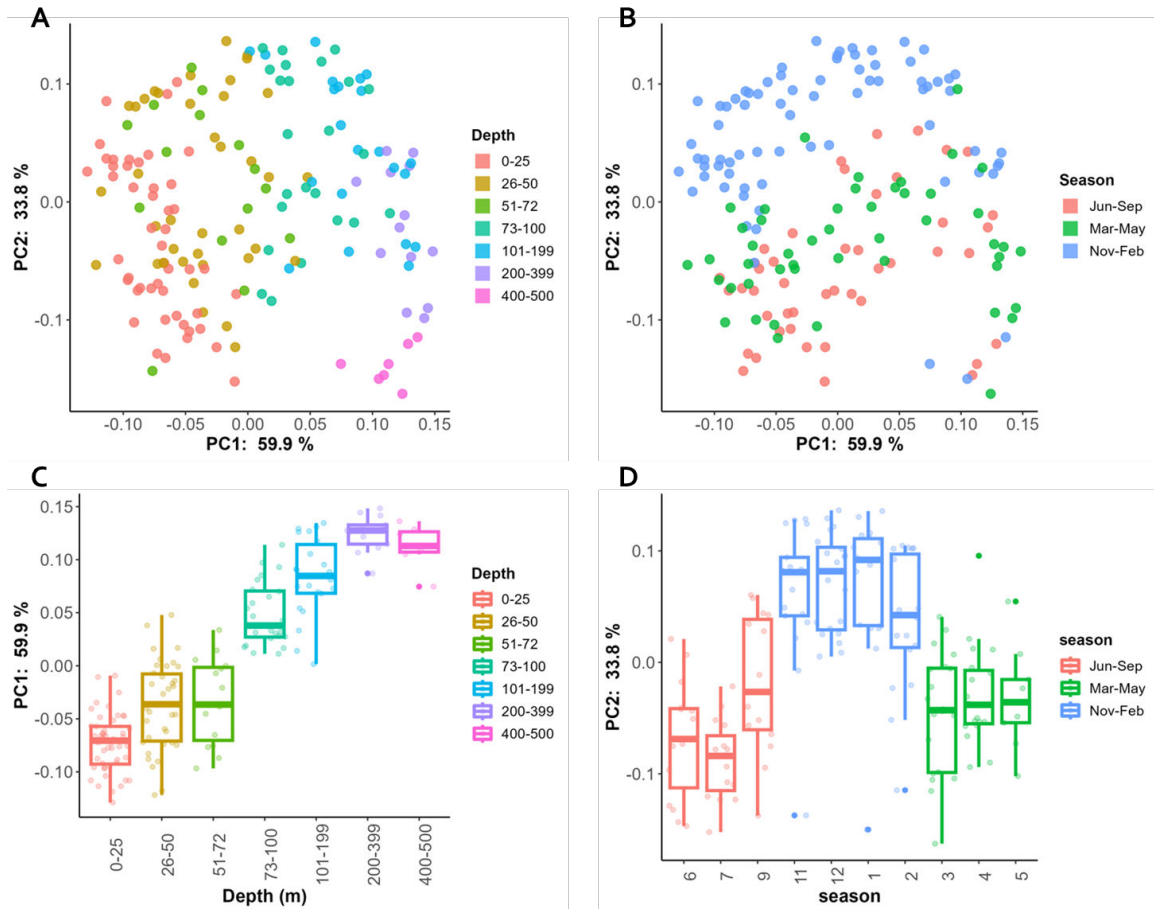 A
0.1
0.0
-0.1
PC2: 33.8 %
-0.10
-0.05
0.00
0.05
0.10
0.15
PC1: 59.9 %
Depth
0-25
26-50
51-72
73-100
101-199
200-399
400-500
B
0.1
0.0
-0.1
PC2: 33.8 %
-0.10
-0.05
0.00
0.05
0.10
0.15
PC1: 59.9 %
Season
Jun-Sep
Mar-May
Nov-Feb
C
0.15
0.10
0.05
0.00
-0.05
-0.10
PC1: 59.9 %
0-25
26-50
51-72
73-100
101-199
200-399
400-500
Depth (m)
Depth
0-25
26-50
51-72
73-100
101-199
200-399
400-500
D
0.1
0.0
-0.1
PC2: 33.8 %
6
7
9
11
12
1
2
3
4
5
season
season
Jun-Sep
Mar-May
Nov-Feb